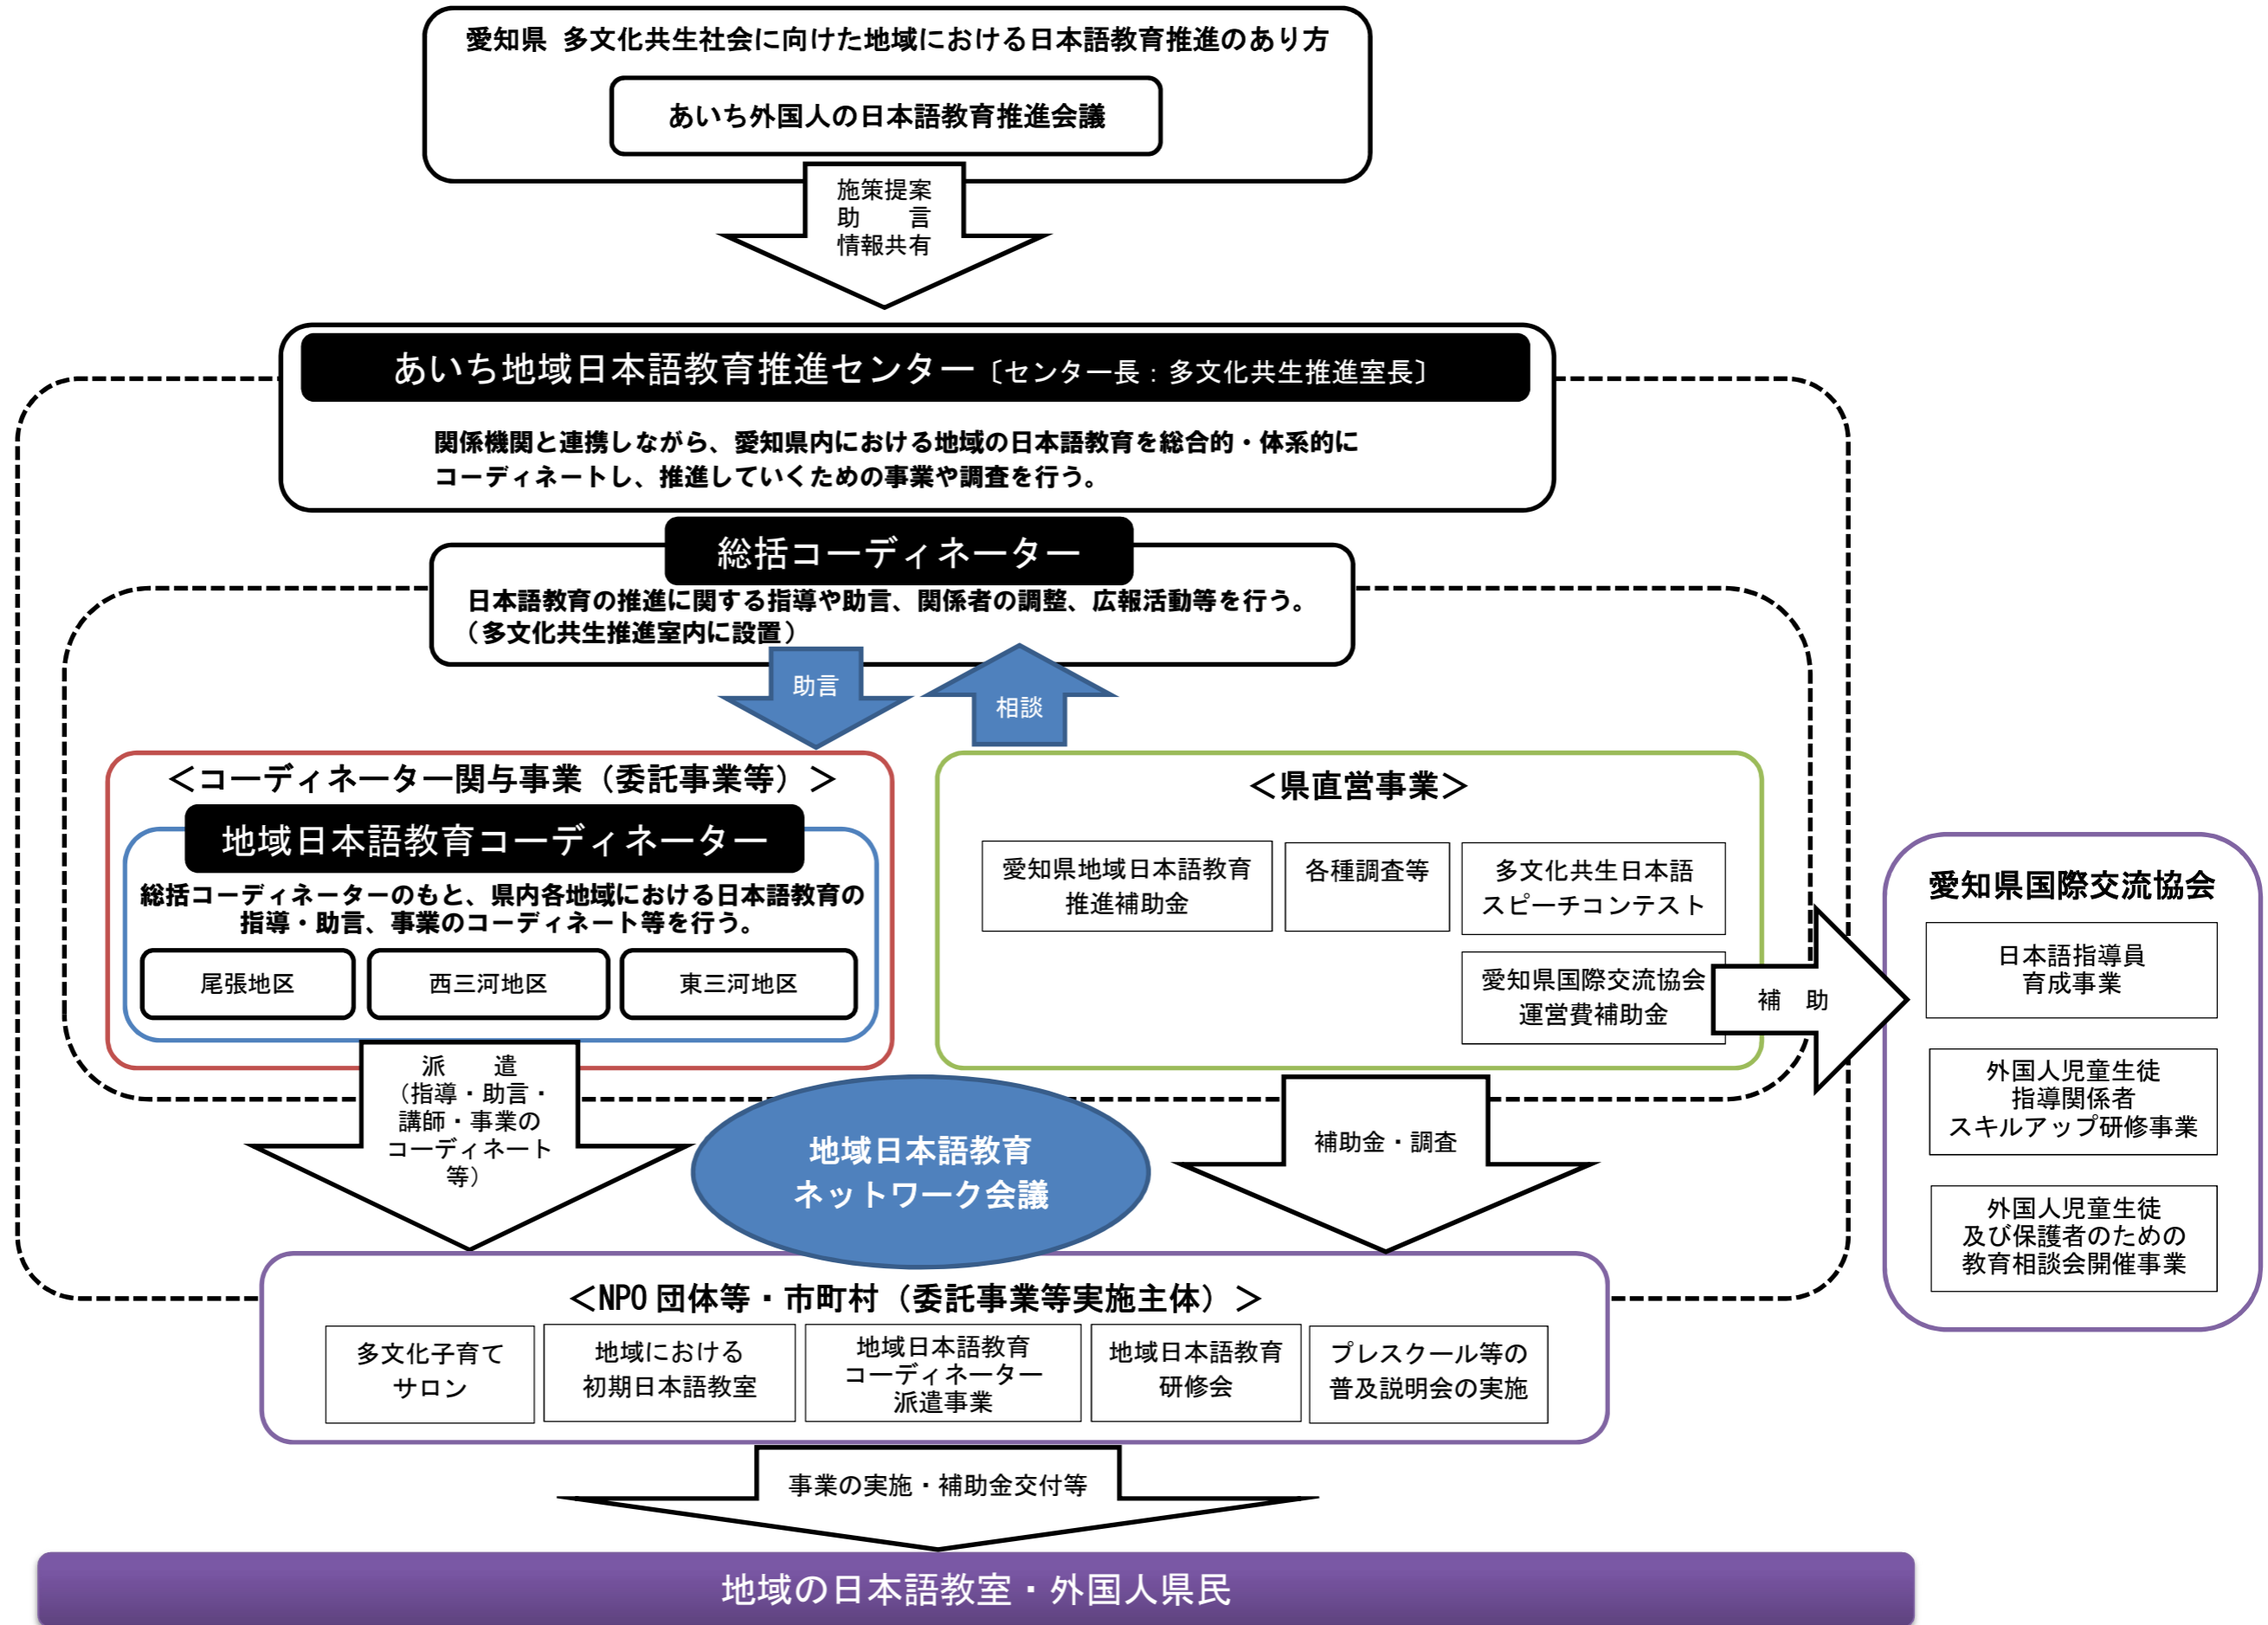 愛知県 多文化共生社会に向けた地域における日本語教育推進のあり方
あいち外国人の日本語教育推進会議
施策提案
助　　言
情報共有
あいち地域日本語教育推進センター〔センター長：多文化共生推進室長〕
関係機関と連携しながら、愛知県内における地域の日本語教育を総合的・体系的に
コーディネートし、推進していくための事業や調査を行う。
総括コーディネーター
日本語教育の推進に関する指導や助言、関係者の調整、広報活動等を行う。
（多文化共生推進室内に設置）
助言
相談
＜コーディネーター関与事業（委託事業等）＞
地域日本語教育コーディネーター
総括コーディネーターのもと、県内各地域における日本語教育の
指導・助言、事業のコーディネート等を行う。
尾張地区
西三河地区
東三河地区
＜県直営事業＞
愛知県地域日本語教育
推進補助金
各種調査等
多文化共生日本語
スピーチコンテスト
愛知県国際交流協会
運営費補助金
補　助
愛知県国際交流協会
日本語指導員
育成事業
外国人児童生徒
指導関係者
スキルアップ研修事業
外国人児童生徒
及び保護者のための
教育相談会開催事業
派　　遣
（指導・助言・
講師・事業の
コーディネート
等）
地域日本語教育
ネットワーク会議
補助金・調査
＜NPO団体等・市町村（委託事業等実施主体）＞
多文化子育て
サロン
地域における
初期日本語教室
地域日本語教育
コーディネーター
派遣事業
地域日本語教育
研修会
プレスクール等の
普及説明会の実施
事業の実施・補助金交付等
地域の日本語教室・外国人県民